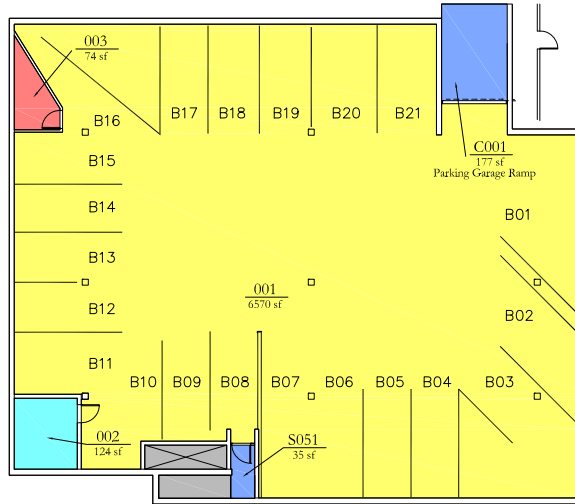 003
74 sf
B17
B18
B19
B20
B21
B16
C001
177 sf
Parking Garage Ramp
B15
B14
B01
B13
001
6570 sf
B12
B02
B11
B10
B09
B08
B07
B06
B05
B04
B03
002
124 sf
S051
35 sf